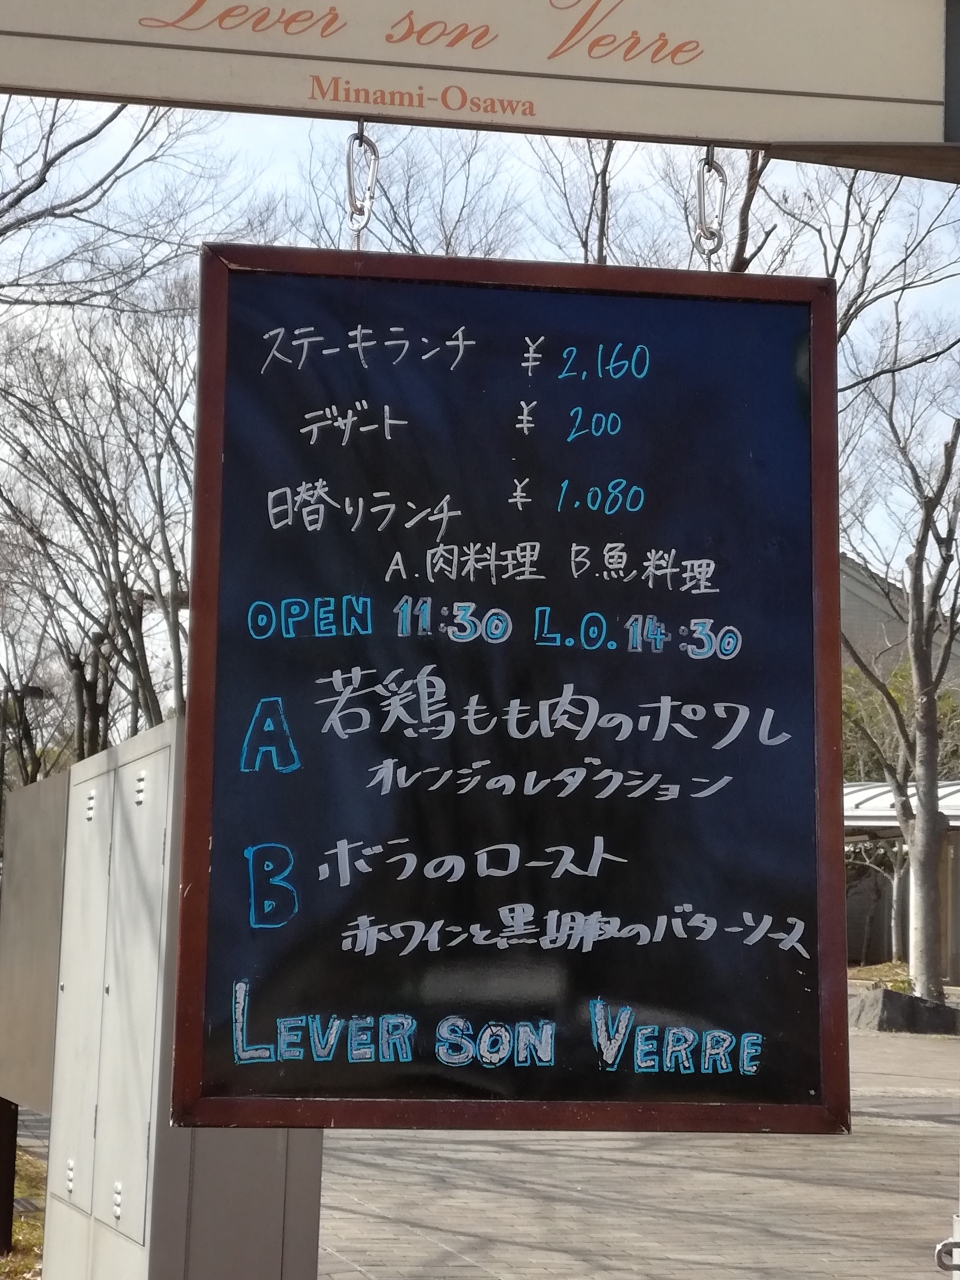 Lever son Verre
Minami-Osawa
ステーキランチ ¥ 2,160
デザート ¥ 200
日替りランチ ¥ 1.080
A.肉料理 B.魚料理
OPEN 11:30 L.O.14:30
A 若鶏もも肉のポワレ
オレンジのレダクション
B ボラのロースト
赤ワインと黒胡椒のバターソース
LEVER SON VERRE